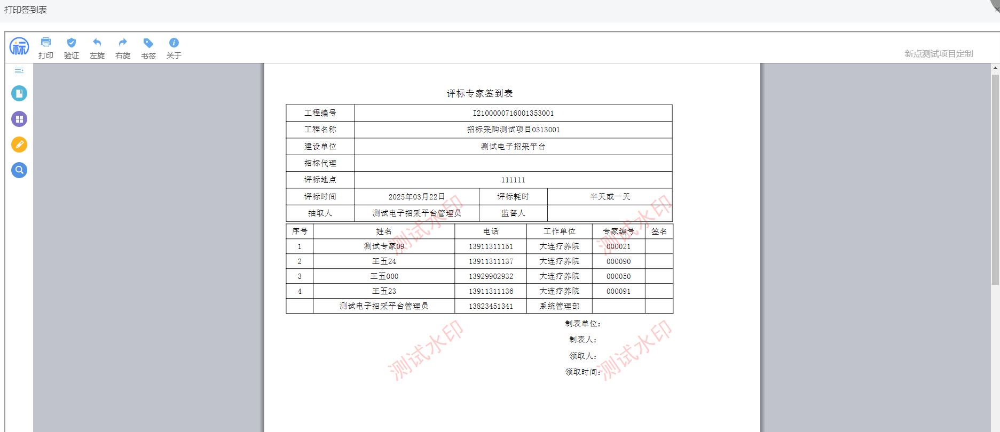 打印签到表
标
打印 验证 左旋 右旋 书签 关于
新点测试项目定制
评标专家签到表
工程编号 I2100000716001353001
工程名称 招标采购测试项目0313001
建设单位 测试电子招采平台
招标代理
评标地点 111111
评标时间 2025年03月22日 评标耗时 半天或一天
抽取人 测试电子招采平台管理员 监督人
测试水印 测试水印
序号 姓名 电话 工作单位 专家编号 签名
1 测试专家09 13911311151 大连疗养院 000021
2 王五24 13911311137 大连疗养院 000090
3 王五000 13929902932 大连疗养院 000050
4 王五23 13911311136 大连疗养院 000091
测试电子招采平台管理员 13823451341 系统管理部
制表单位:
制表人:
领取人:
领取时间:
测试水印 测试水印